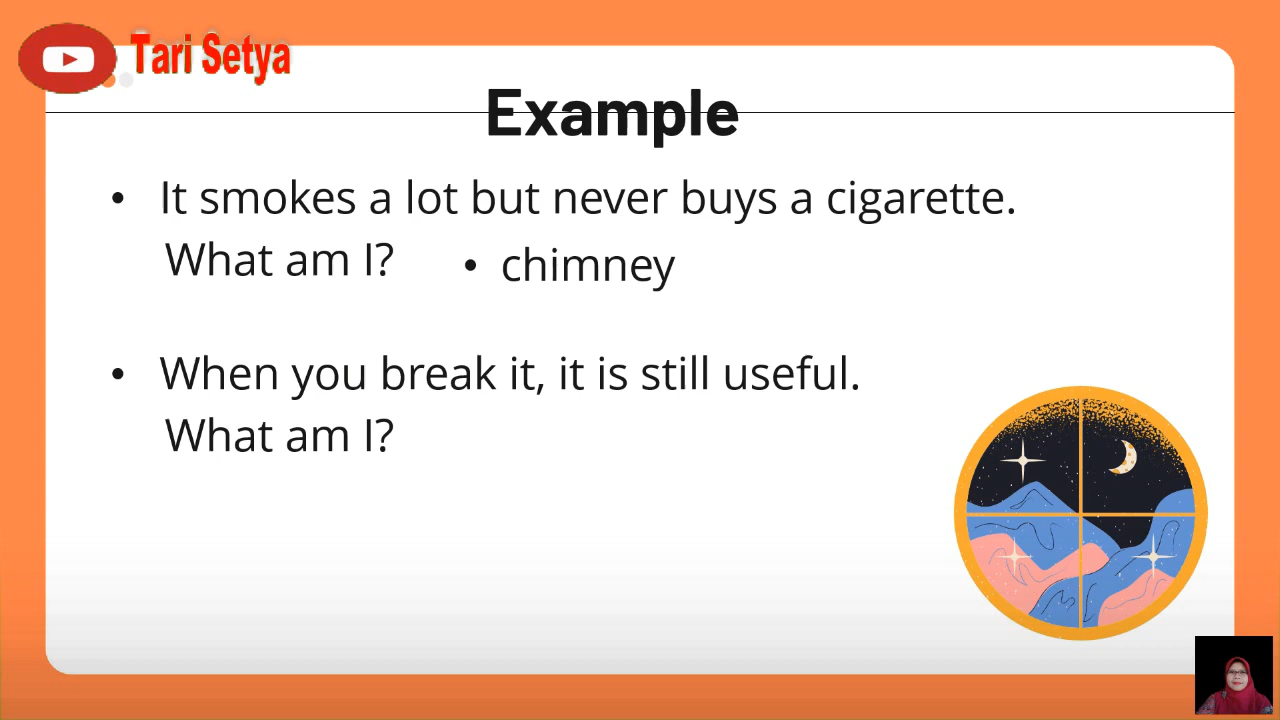 Tari Setya
Example
• It smokes a lot but never buys a cigarette.
What am I?
• chimney
• When you break it, it is still useful.
What am I?